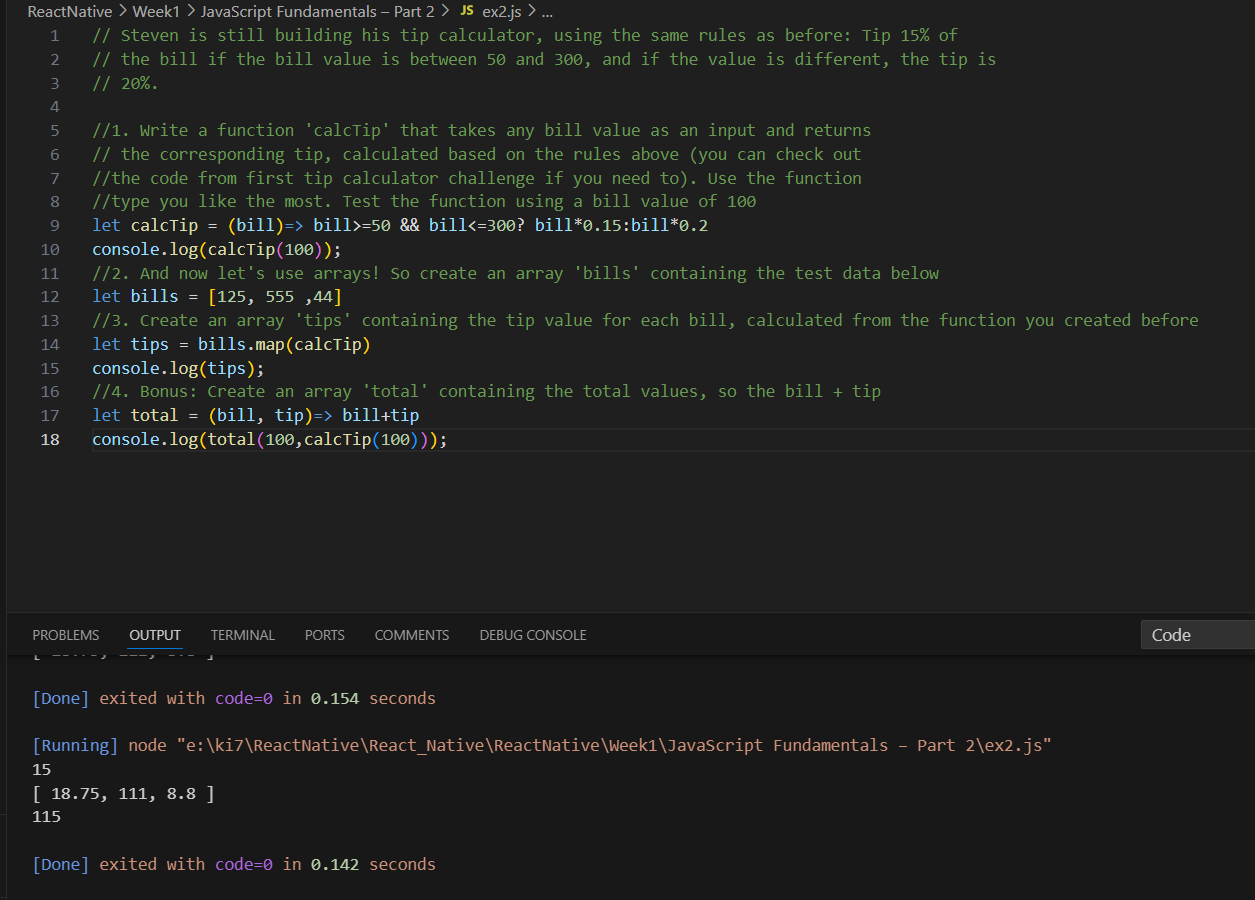 ReactNative > Week1 > JavaScript Fundamentals – Part 2 > JS ex2.js > ...
1 // Steven is still building his tip calculator, using the same rules as before: Tip 15% of
2 // the bill if the bill value is between 50 and 300, and if the value is different, the tip is
3 // 20%.
4
5 //1. Write a function 'calcTip' that takes any bill value as an input and returns
6 // the corresponding tip, calculated based on the rules above (you can check out
7 //the code from first tip calculator challenge if you need to). Use the function
8 //type you like the most. Test the function using a bill value of 100
9 let calcTip = (bill)=> bill>=50 && bill<=300? bill*0.15:bill*0.2
10 console.log(calcTip(100));
11 //2. And now let's use arrays! So create an array 'bills' containing the test data below
12 let bills = [125, 555 ,44]
13 //3. Create an array 'tips' containing the tip value for each bill, calculated from the function you created before
14 let tips = bills.map(calcTip)
15 console.log(tips);
16 //4. Bonus: Create an array 'total' containing the total values, so the bill + tip
17 let total = (bill, tip)=> bill+tip
18 console.log(total(100,calcTip(100)));
PROBLEMS OUTPUT TERMINAL PORTS COMMENTS DEBUG CONSOLE Code
[Done] exited with code=0 in 0.154 seconds
[Running] node "e:\ki7\ReactNative\React_Native\ReactNative\Week1\JavaScript Fundamentals – Part 2\ex2.js"
15
[ 18.75, 111, 8.8 ]
115
[Done] exited with code=0 in 0.142 seconds